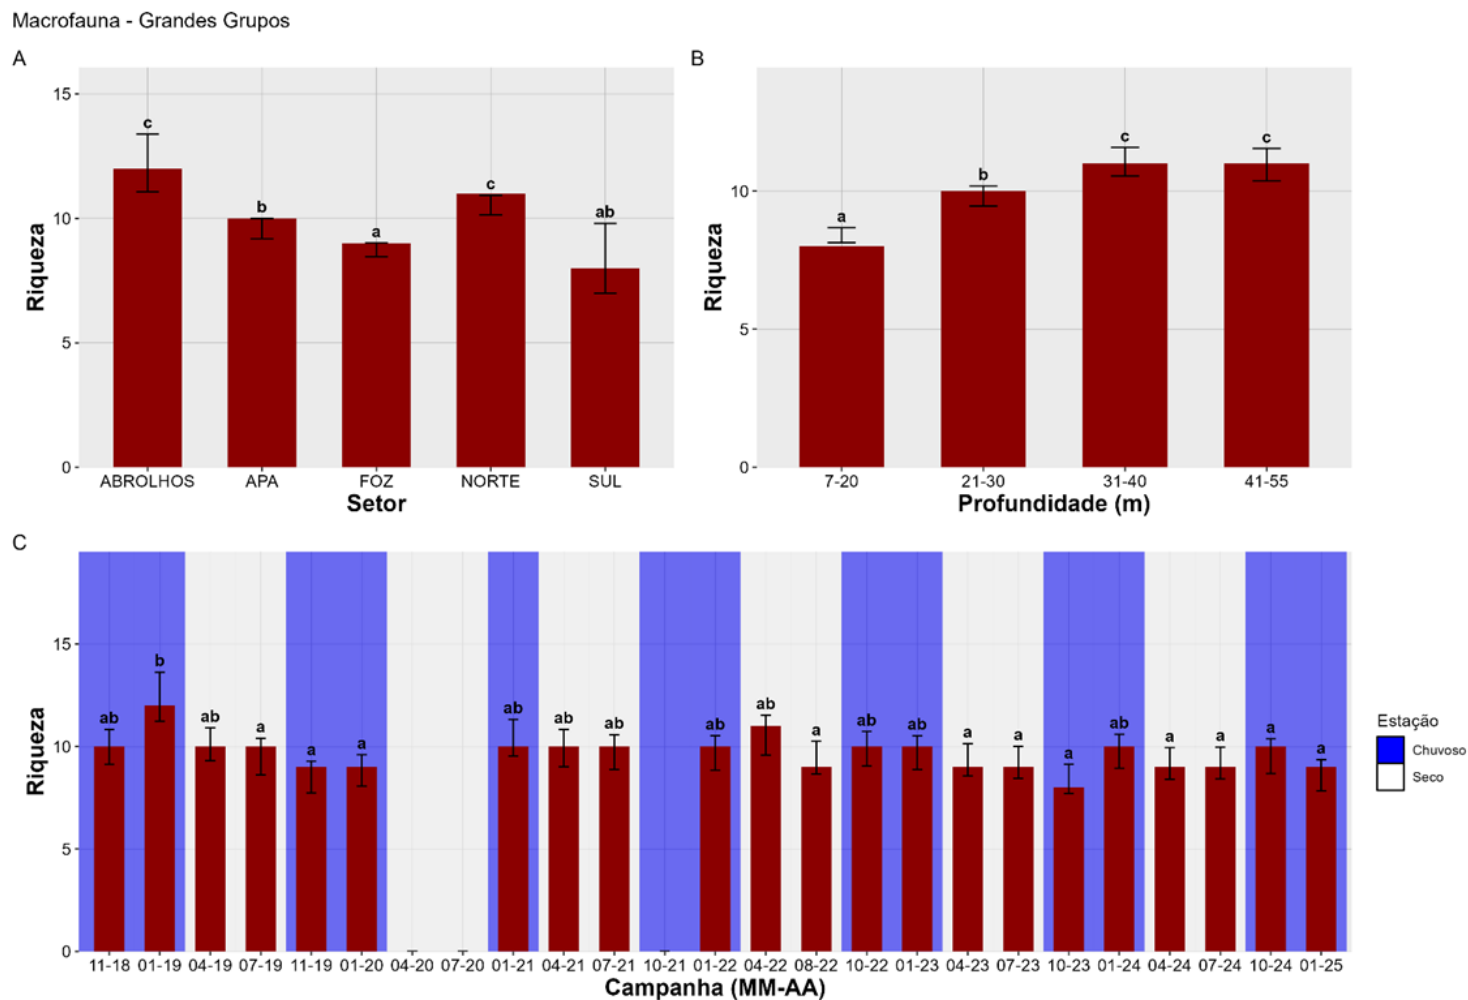 Macrofauna - Grandes Grupos
A
15
10
5
0
Riqueza
c
b
a
c
ab
ABROLHOS APA FOZ NORTE SUL
Setor
B
10
5
0
Riqueza
a
b
c
c
7-20 21-30 31-40 41-55
Profundidade (m)
C
15
10
5
0
Riqueza
ab b ab a a a ab ab ab ab ab a ab ab a a a ab a a a a
11-18 01-19 04-19 07-19 11-19 01-20 04-20 07-20 01-21 04-21 07-21 10-21 01-22 04-22 08-22 10-22 01-23 04-23 07-23 10-23 01-24 04-24 07-24 10-24 01-25
Campanha (MM-AA)
Estação
Chuvoso
Seco